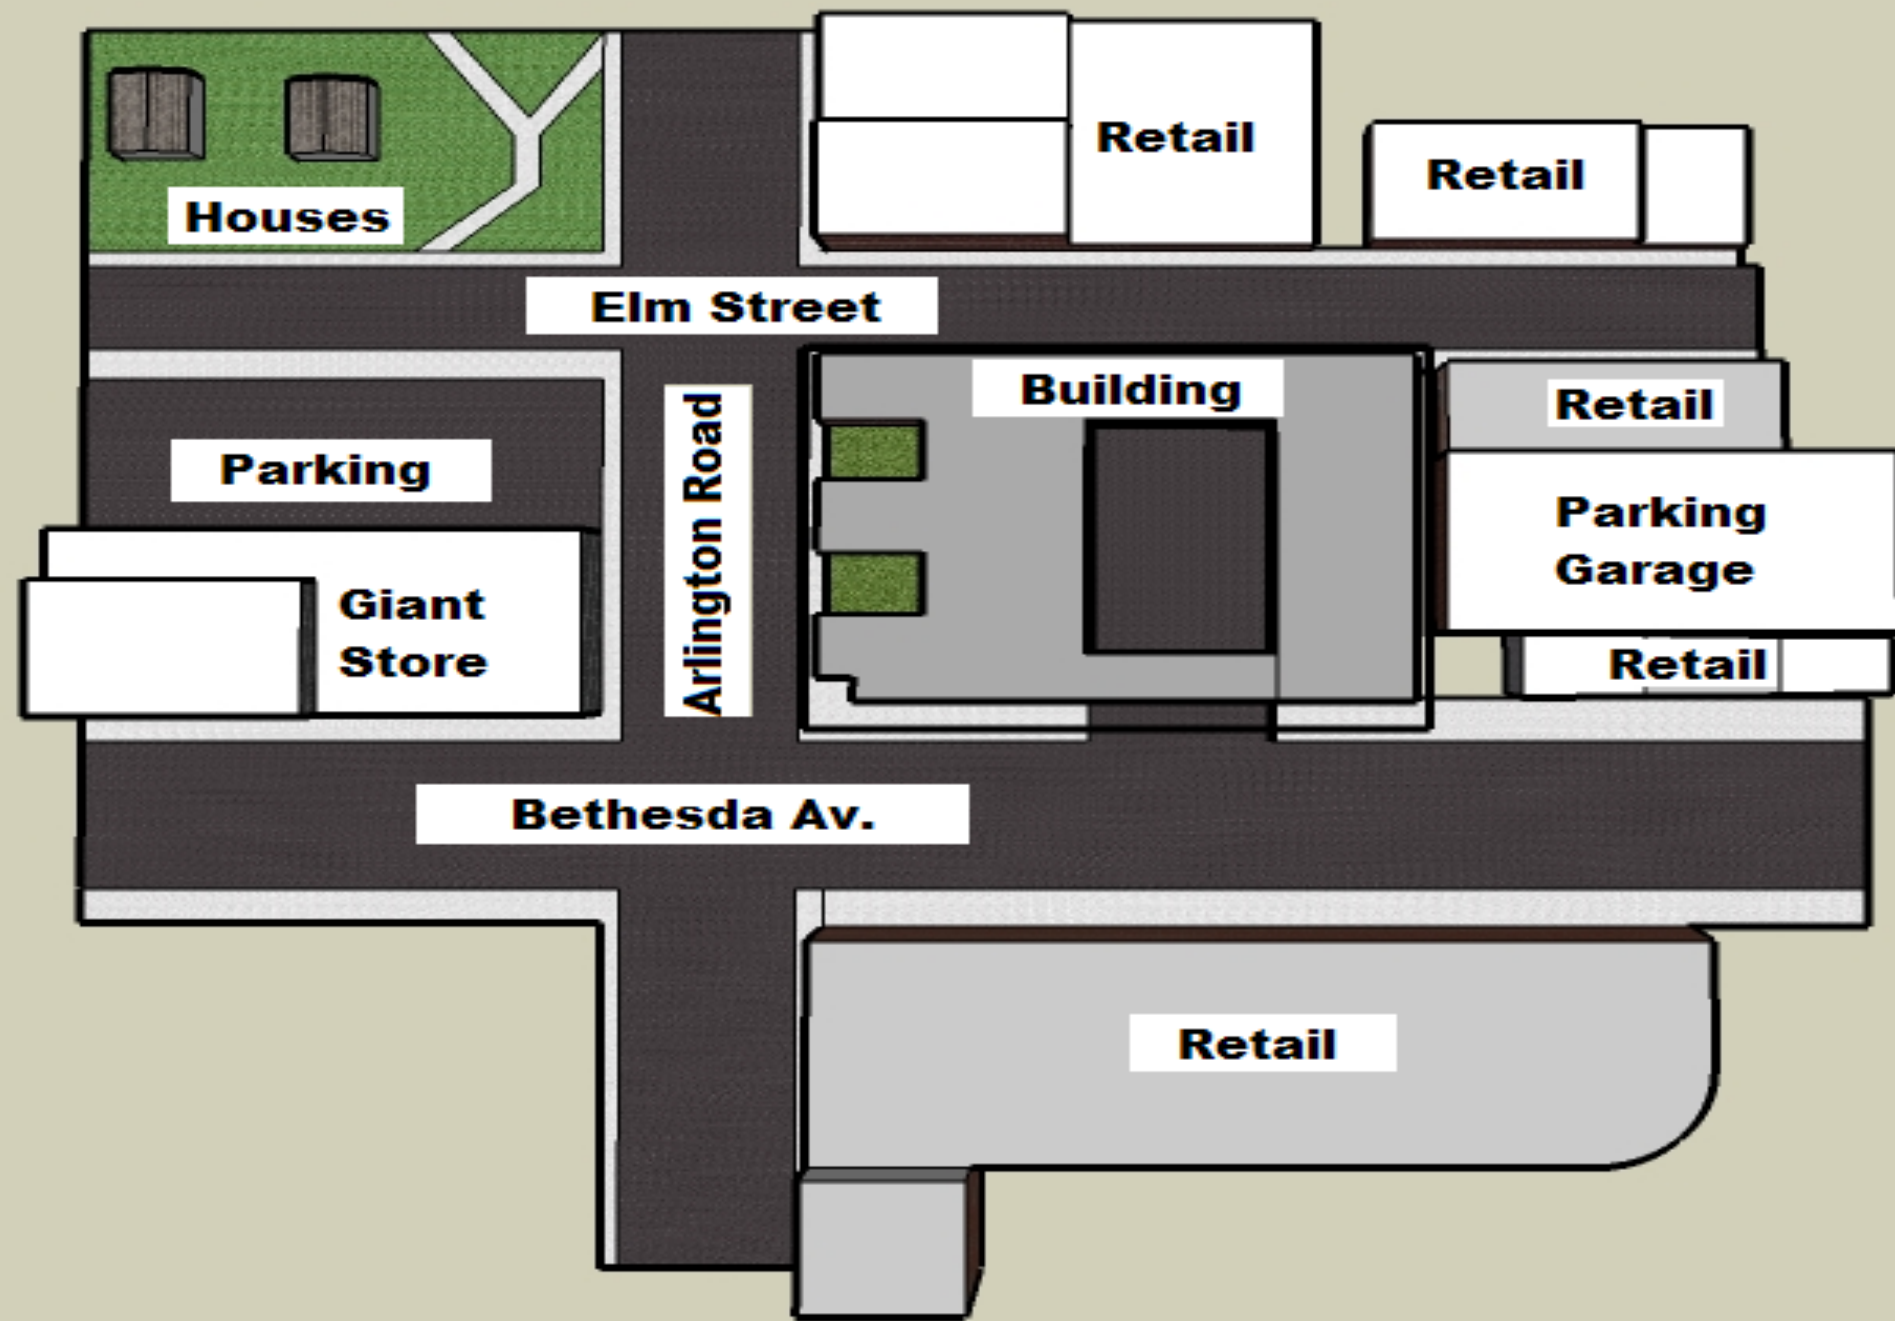 Retail
Retail
Houses
Elm Street
Building
Retail
Parking
Arlington Road
Parking
Garage
Giant
Store
Retail
Bethesda Av.
Retail